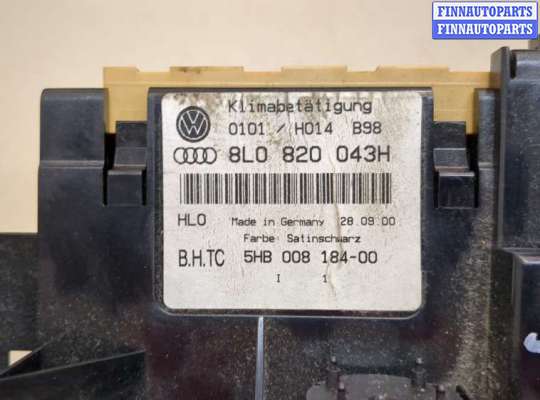 FINNAUTOPARTS
FINNAUTOPARTS
Klimabetätigung
0101 / H014 B98
8L0 820 043H
HLO Made in Germany 28.09.00
Farbe Satinschwarz
B.H.TC 5HB 008 184-00
I 1